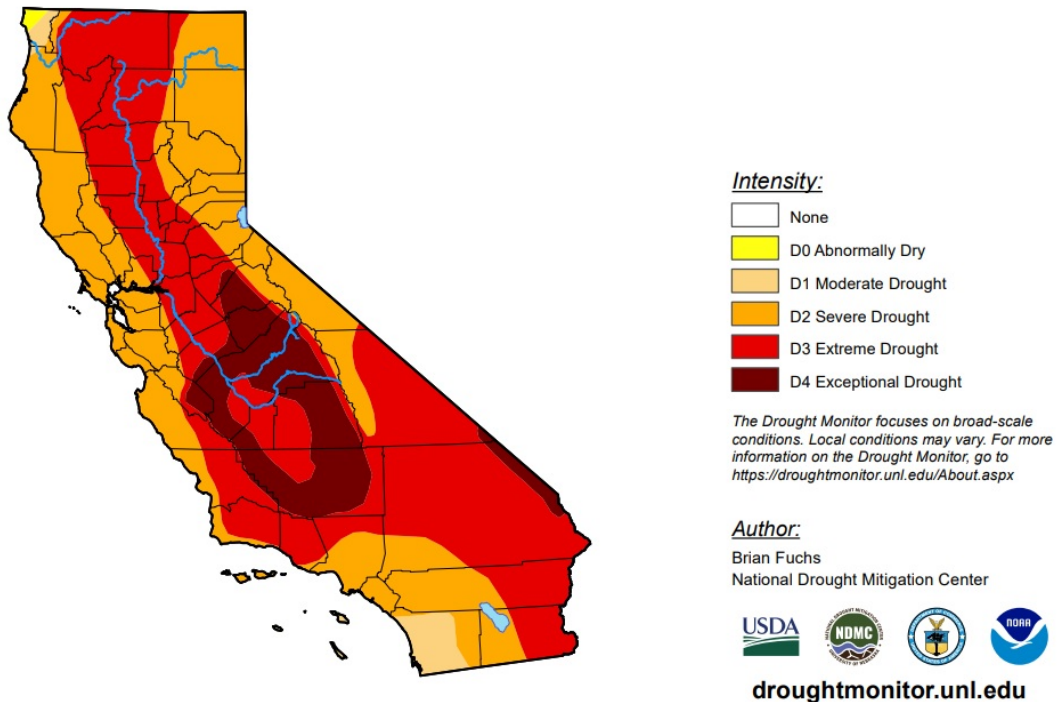 Intensity:
None
D0 Abnormally Dry
D1 Moderate Drought
D2 Severe Drought
D3 Extreme Drought
D4 Exceptional Drought
The Drought Monitor focuses on broad-scale
conditions. Local conditions may vary. For more
information on the Drought Monitor, go to
https://droughtmonitor.unl.edu/About.aspx
Author:
Brian Fuchs
National Drought Mitigation Center
USDA
NDMC
NOAA
droughtmonitor.unl.edu